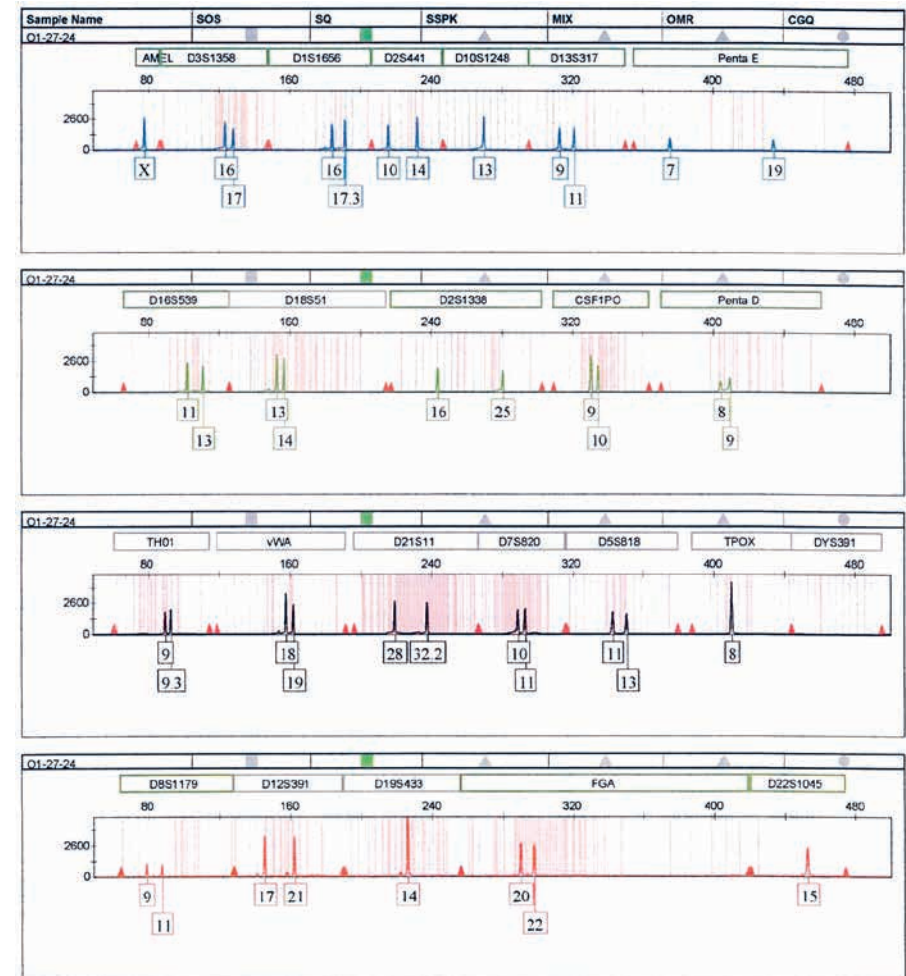 Sample Name SOS SQ SSPK MIX OMR CGQ
O1-27-24
AMEL D3S1358 D1S1656 D2S441 D10S1248 D13S317 Penta E
80 160 240 320 400 480
2600
0
X 16 16 10 14 13 9 7 19
17 17.3 11
O1-27-24
D16S539 D18S51 D2S1338 CSF1PO Penta D
80 160 240 320 400 480
2600
0
11 13 16 25 9 8
13 14 10 9
O1-27-24
TH01 vWA D21S11 D7S820 D5S818 TPOX DYS391
80 160 240 320 400 480
2600
0
9 18 28 32.2 10 11 8
9.3 19 11 13
O1-27-24
D8S1179 D12S391 D19S433 FGA D22S1045
80 160 240 320 400 480
2600
0
9 17 21 14 20 15
11 22